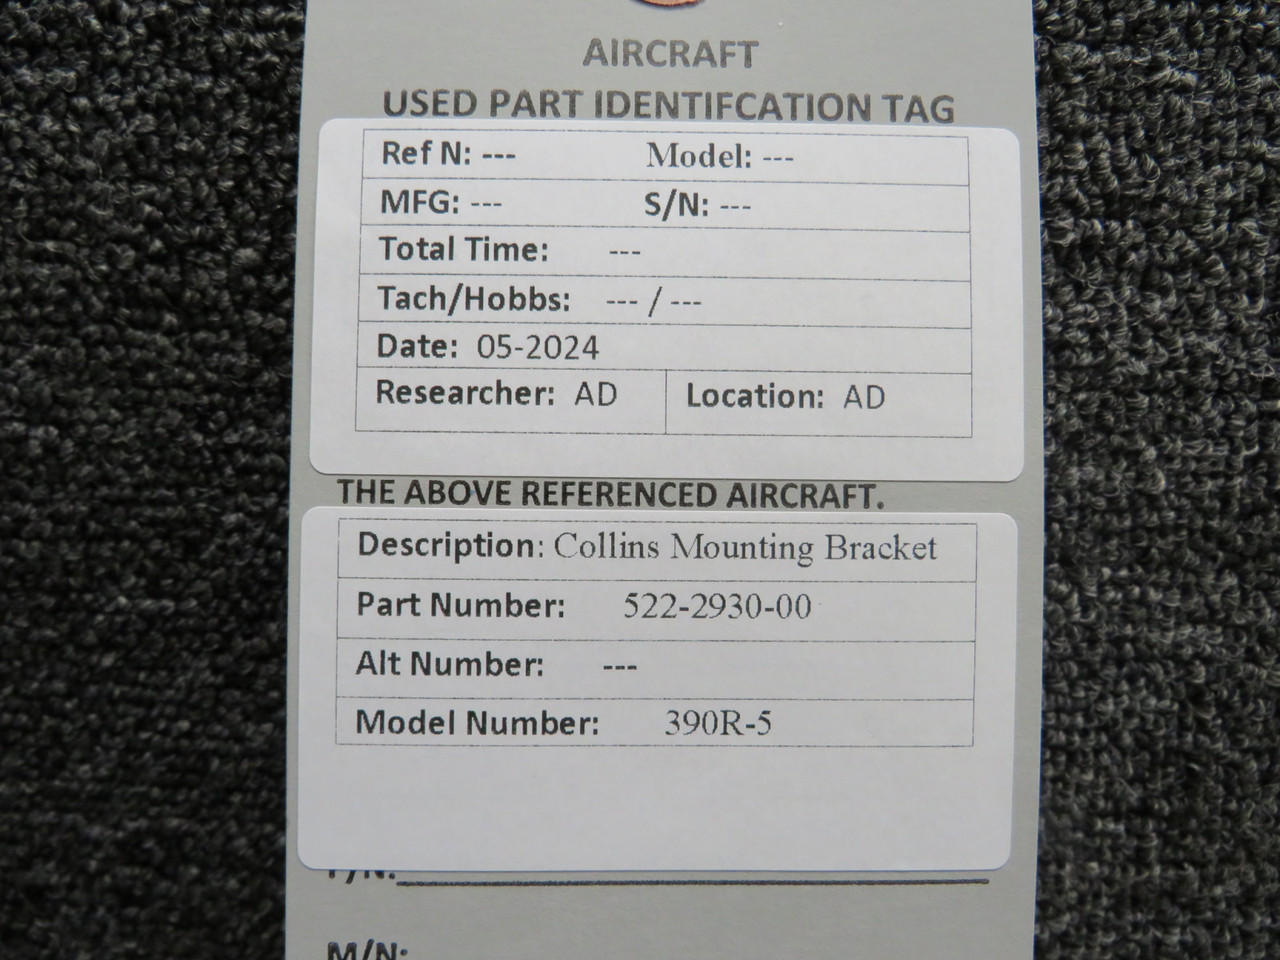 AIRCRAFT
USED PART IDENTIFCATION TAG
Ref N: --- Model: ---
MFG: --- S/N: ---
Total Time: ---
Tach/Hobbs: --- / ---
Date: 05-2024
Researcher: AD Location: AD
THE ABOVE REFERENCED AIRCRAFT.
Description: Collins Mounting Bracket
Part Number: 522-2930-00
Alt Number: ---
Model Number: 390R-5
P/N:
M/N: